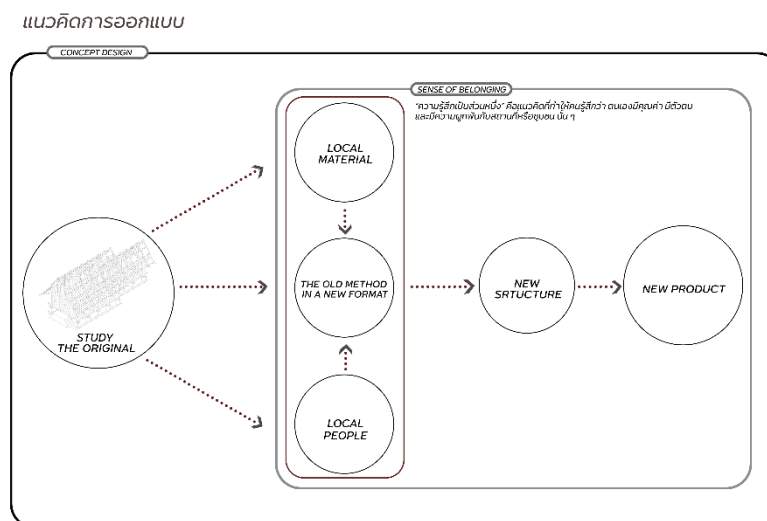 แนวคิดการออกแบบ
CONCEPT DESIGN
SENSE OF BELONGING
"ความรู้สึกเป็นส่วนหนึ่ง" คือแนวคิดที่ทำให้คนรู้สึกว่า ตนเองมีคุณค่า มีตัวตน
และมีความผูกพันกับสถานที่หรือชุมชน นั้น ๆ
LOCAL
MATERIAL
STUDY
THE ORIGINAL
THE OLD METHOD
IN A NEW FORMAT
NEW
SRTUCTURE
NEW PRODUCT
LOCAL
PEOPLE